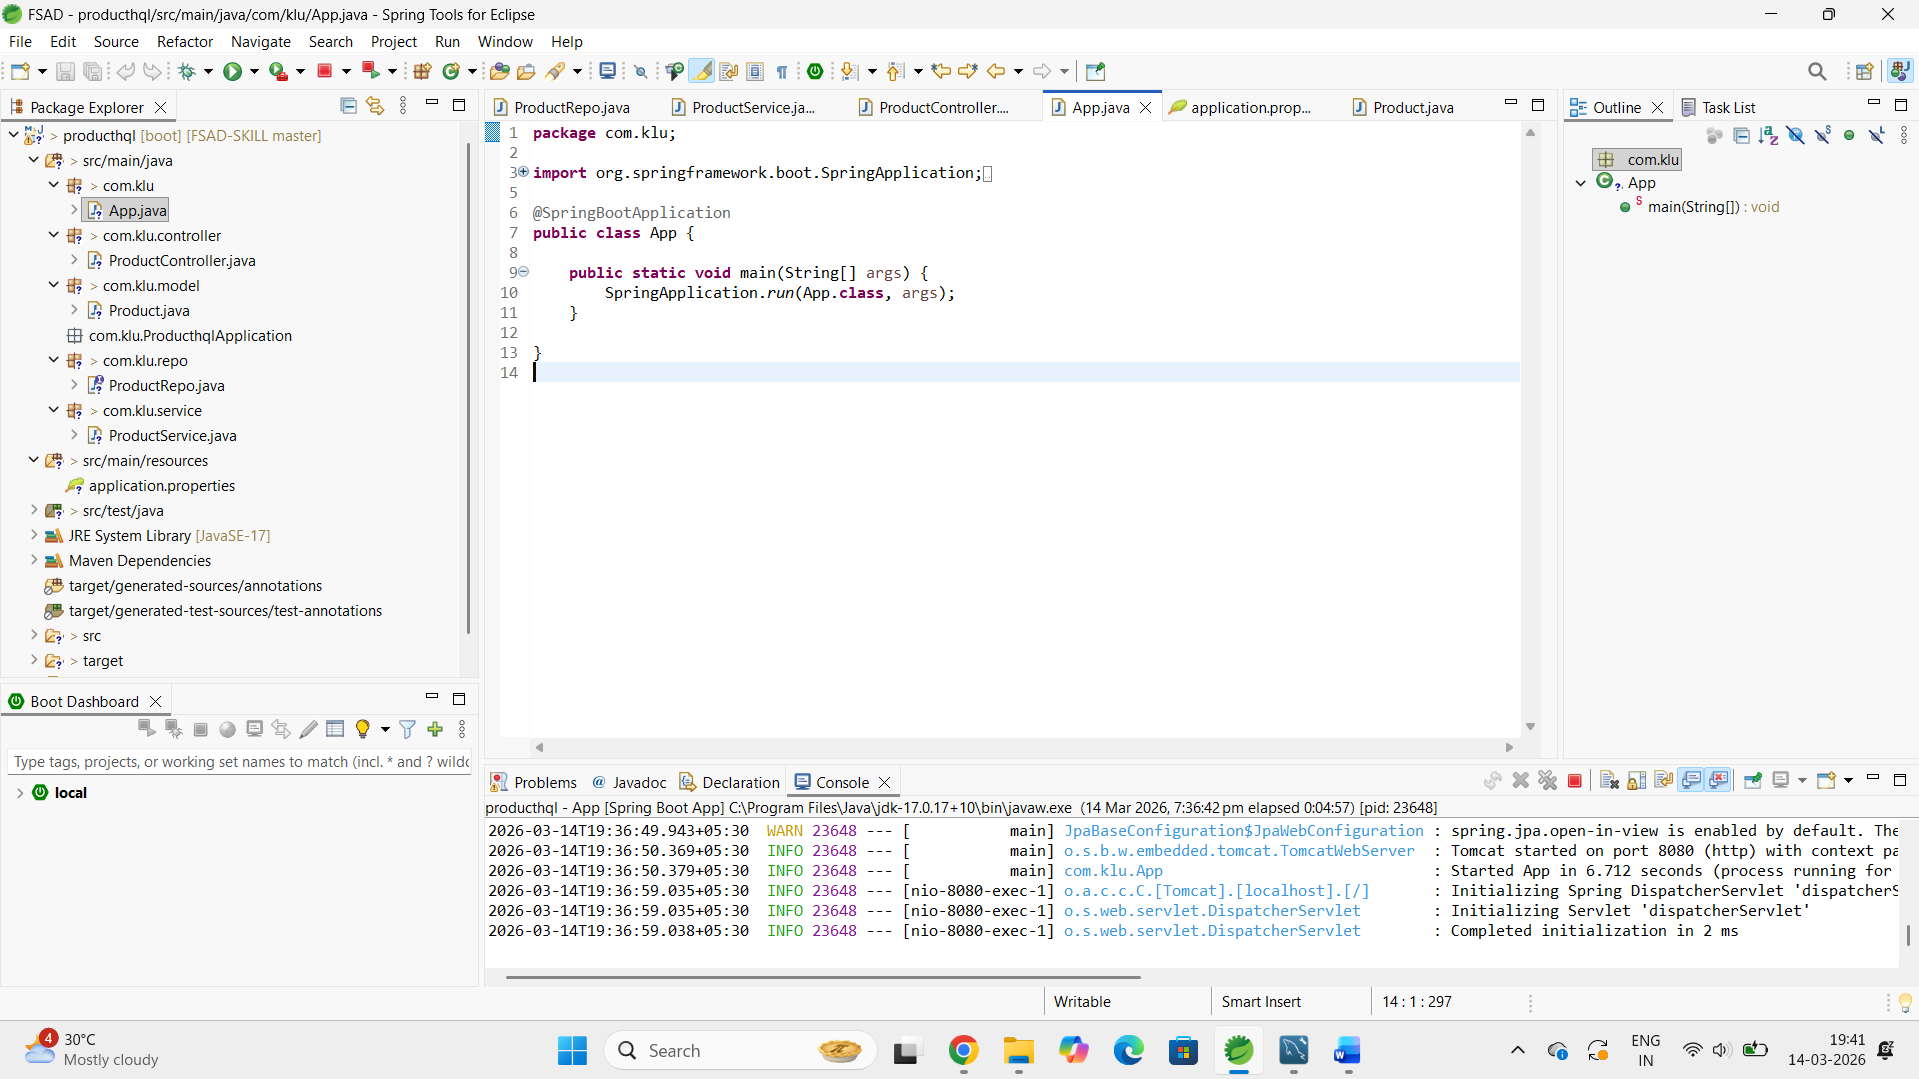 FSAD - producthql/src/main/java/com/klu/App.java - Spring Tools for Eclipse
File Edit Source Refactor Navigate Search Project Run Window Help
Package Explorer
producthql [boot] [FSAD-SKILL master]
src/main/java
com.klu
App.java
com.klu.controller
ProductController.java
com.klu.model
Product.java
com.klu.ProducthqlApplication
com.klu.repo
ProductRepo.java
com.klu.service
ProductService.java
src/main/resources
application.properties
src/test/java
JRE System Library [JavaSE-17]
Maven Dependencies
target/generated-sources/annotations
target/generated-test-sources/test-annotations
src
target
Boot Dashboard
Type tags, projects, or working set names to match (incl. * and ? wildc
local
ProductRepo.java ProductService.ja... ProductController.... App.java application.prop... Product.java
1 package com.klu;
2
3 import org.springframework.boot.SpringApplication;
5
6 @SpringBootApplication
7 public class App {
8
9 public static void main(String[] args) {
10 SpringApplication.run(App.class, args);
11 }
12
13 }
14
Outline Task List
com.klu
App
main(String[]) : void
Problems Javadoc Declaration Console
producthql - App [Spring Boot App] C:\Program Files\Java\jdk-17.0.17+10\bin\javaw.exe (14 Mar 2026, 7:36:42 pm elapsed 0:04:57) [pid: 23648]
2026-03-14T19:36:49.943+05:30 WARN 23648 --- [ main] JpaBaseConfiguration$JpaWebConfiguration : spring.jpa.open-in-view is enabled by default. The
2026-03-14T19:36:50.369+05:30 INFO 23648 --- [ main] o.s.b.w.embedded.tomcat.TomcatWebServer : Tomcat started on port 8080 (http) with context pa
2026-03-14T19:36:50.379+05:30 INFO 23648 --- [ main] com.klu.App : Started App in 6.712 seconds (process running for
2026-03-14T19:36:59.035+05:30 INFO 23648 --- [nio-8080-exec-1] o.a.c.c.C.[Tomcat].[localhost].[/] : Initializing Spring DispatcherServlet 'dispatcherS
2026-03-14T19:36:59.035+05:30 INFO 23648 --- [nio-8080-exec-1] o.s.web.servlet.DispatcherServlet : Initializing Servlet 'dispatcherServlet'
2026-03-14T19:36:59.038+05:30 INFO 23648 --- [nio-8080-exec-1] o.s.web.servlet.DispatcherServlet : Completed initialization in 2 ms
Writable Smart Insert 14 : 1 : 297
4
30°C
Mostly cloudy
Search
ENG
IN
19:41
14-03-2026